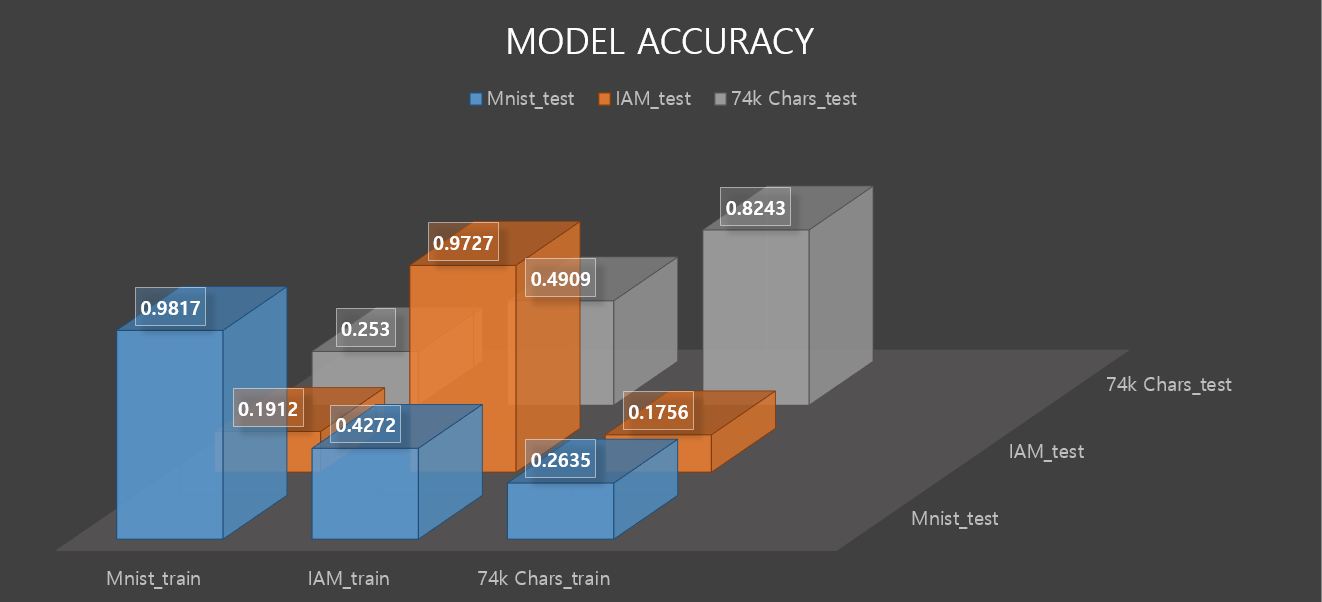 MODEL ACCURACY
Mnist_test IAM_test 74k Chars_test
0.8243
0.9727
0.4909
0.9817
0.253
0.1912
0.1756
0.4272
0.2635
74k Chars_test
IAM_test
Mnist_test
Mnist_train IAM_train 74k Chars_train